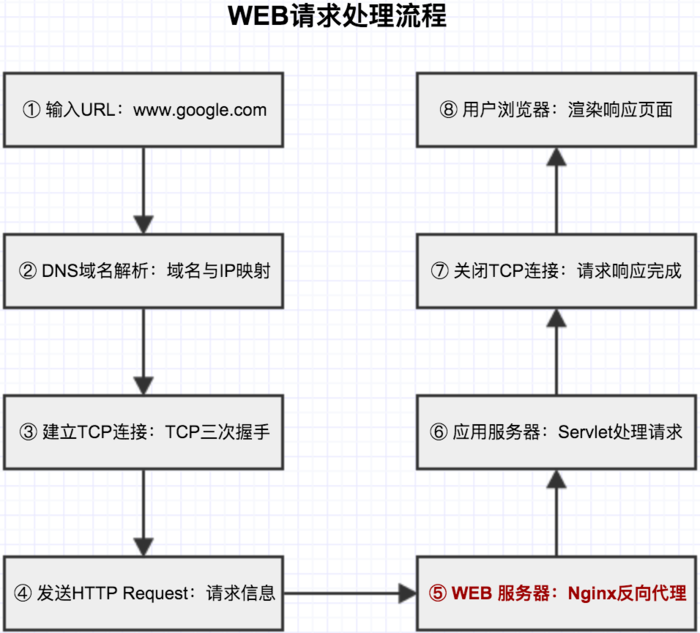 WEB请求处理流程
① 输入URL：www.google.com
② DNS域名解析：域名与IP映射
③ 建立TCP连接：TCP三次握手
④ 发送HTTP Request：请求信息
⑤ WEB 服务器：Nginx反向代理
⑥ 应用服务器：Servlet处理请求
⑦ 关闭TCP连接：请求响应完成
⑧ 用户浏览器：渲染响应页面